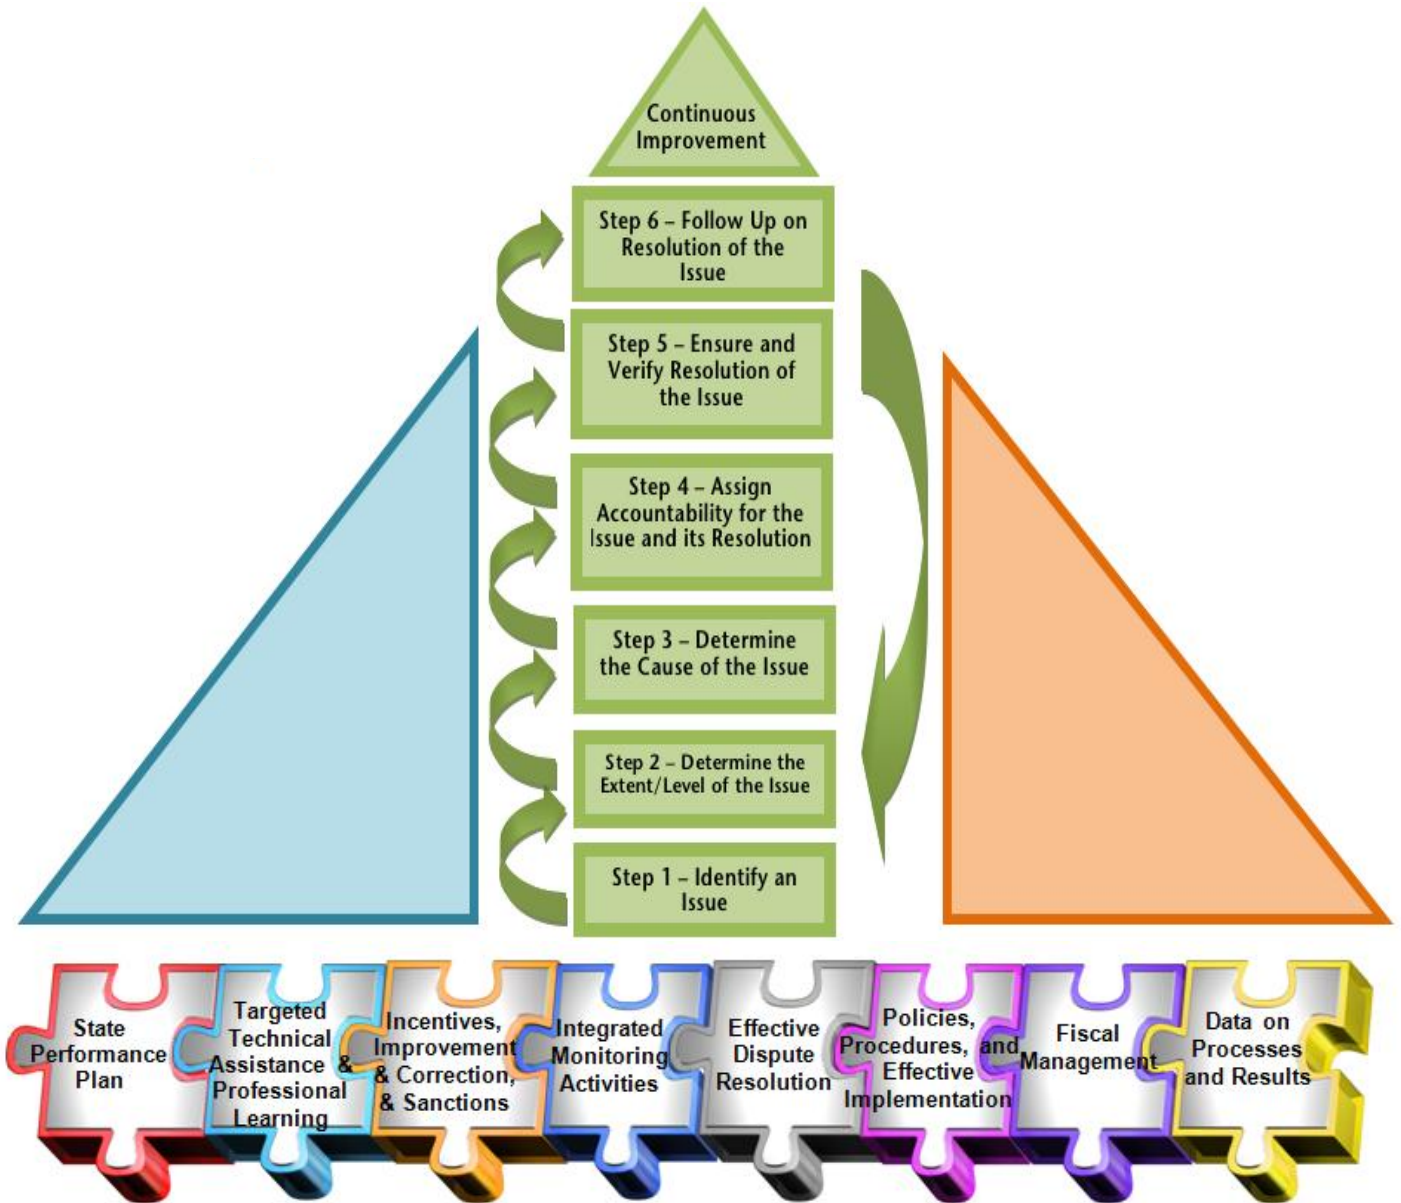 Continuous
Improvement
Step 6 – Follow Up on
Resolution of the
Issue
Step 5 – Ensure and
Verify Resolution of
the Issue
Step 4 – Assign
Accountability for the
Issue and its Resolution
Step 3 – Determine
the Cause of the Issue
Step 2 – Determine the
Extent/Level of the Issue
Step 1 – Identify an
Issue
State
Performance
Plan
Targeted
Technical
Assistance &
Professional
Learning
Incentives,
Improvement
& Correction,
& Sanctions
Integrated
Monitoring
Activities
Effective
Dispute
Resolution
Policies,
Procedures, and
Effective
Implementation
Fiscal
Management
Data on
Processes
and Results